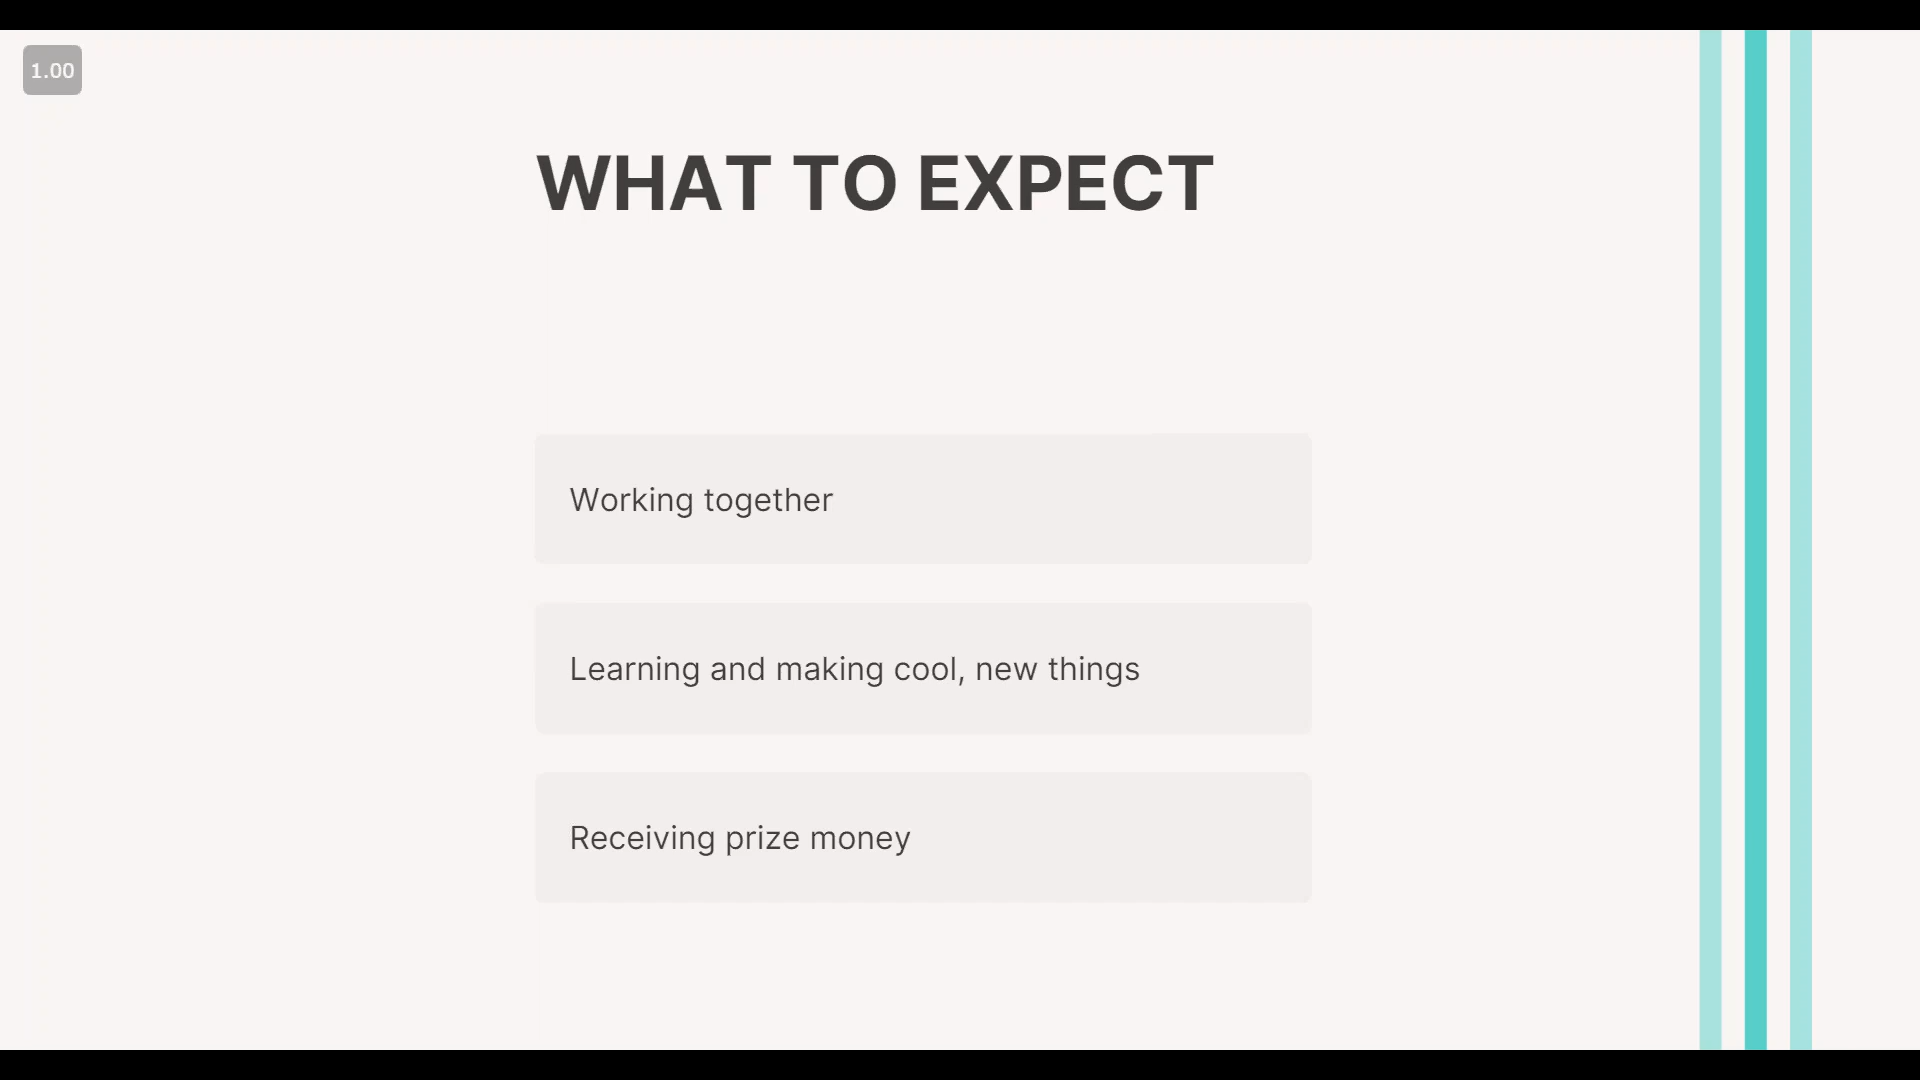 1.00
WHAT TO EXPECT
Working together
Learning and making cool, new things
Receiving prize money